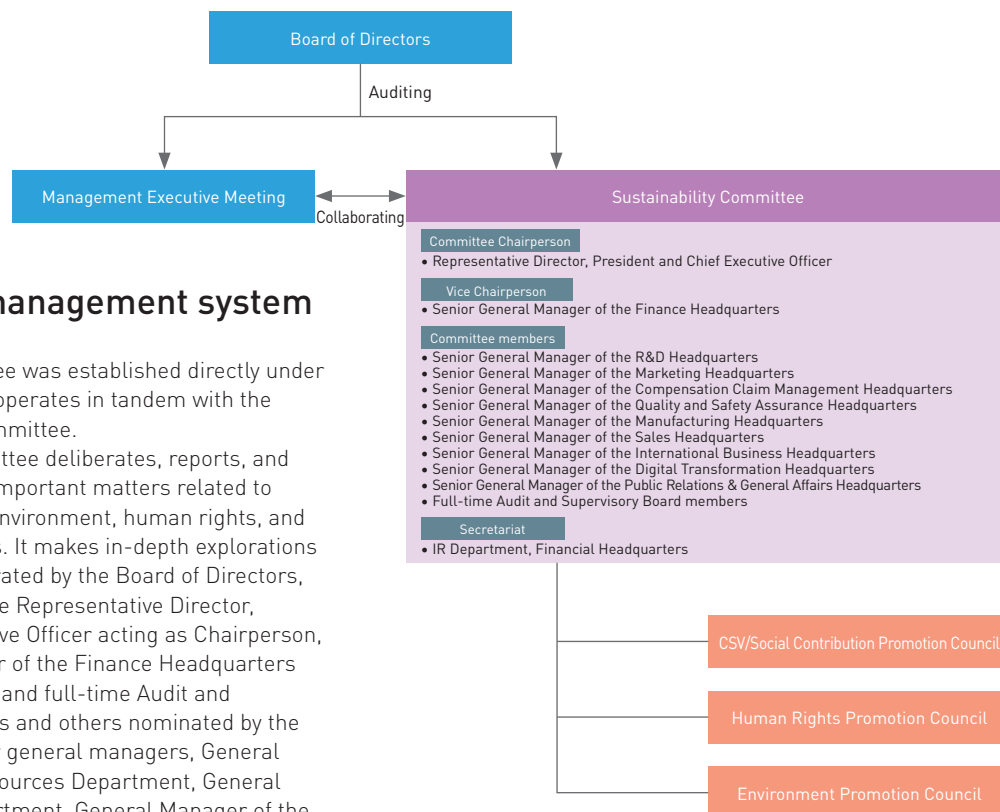 Board of Directors
Auditing
Management Executive Meeting
Collaborating
Sustainability Committee
Committee Chairperson
• Representative Director, President and Chief Executive Officer
Vice Chairperson
• Senior General Manager of the Finance Headquarters
Committee members
• Senior General Manager of the R&D Headquarters
• Senior General Manager of the Marketing Headquarters
• Senior General Manager of the Compensation Claim Management Headquarters
• Senior General Manager of the Quality and Safety Assurance Headquarters
• Senior General Manager of the Manufacturing Headquarters
• Senior General Manager of the Sales Headquarters
• Senior General Manager of the International Business Headquarters
• Senior General Manager of the Digital Transformation Headquarters
• Senior General Manager of the Public Relations & General Affairs Headquarters
• Full-time Audit and Supervisory Board members
Secretariat
• IR Department, Financial Headquarters
CSV/Social Contribution Promotion Council
Human Rights Promotion Council
Environment Promotion Council
management system
was established directly under
operates in tandem with the
deliberates, reports, and
important matters related to
environment, human rights, and
It makes in-depth explorations
by the Board of Directors,
Representative Director,
Officer acting as Chairperson,
of the Finance Headquarters
and full-time Audit and
and others nominated by the
general managers, General
Department, General
General Manager of the